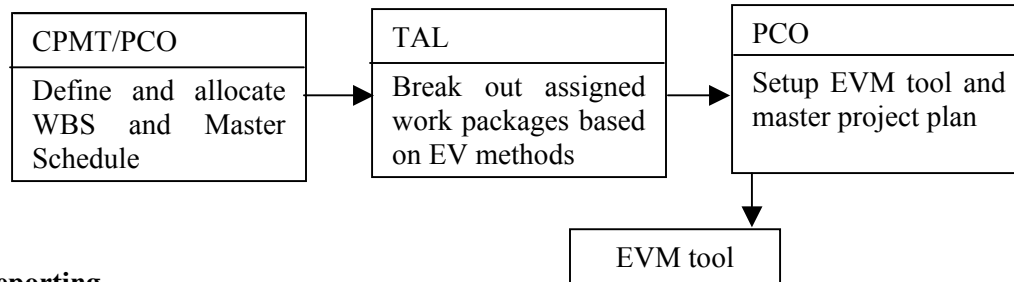 CPMT/PCO
Define and allocate
WBS and Master
Schedule
TAL
Break out assigned
work packages based
on EV methods
PCO
Setup EVM tool and
master project plan
EVM tool